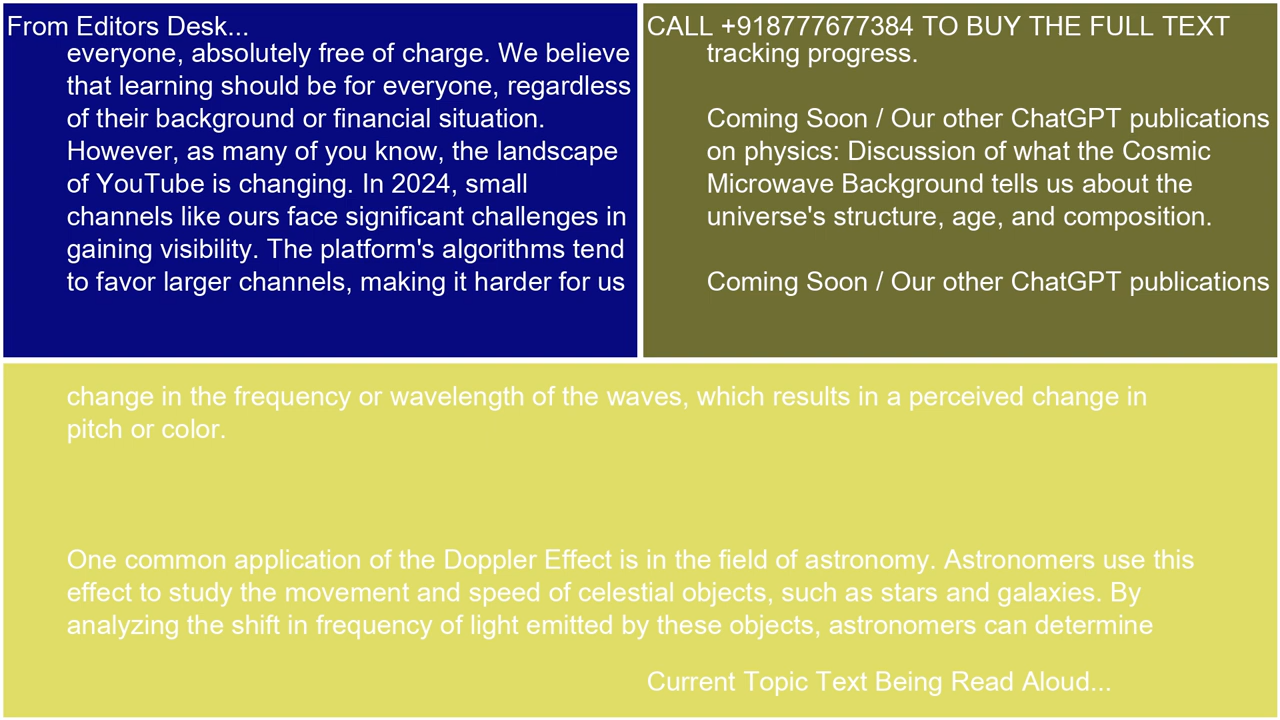 From Editors Desk...
everyone, absolutely free of charge. We believe
that learning should be for everyone, regardless
of their background or financial situation.
However, as many of you know, the landscape
of YouTube is changing. In 2024, small
channels like ours face significant challenges in
gaining visibility. The platform's algorithms tend
to favor larger channels, making it harder for us
CALL +918777677384 TO BUY THE FULL TEXT
tracking progress.
Coming Soon / Our other ChatGPT publications
on physics: Discussion of what the Cosmic
Microwave Background tells us about the
universe's structure, age, and composition.
Coming Soon / Our other ChatGPT publications
change in the frequency or wavelength of the waves, which results in a perceived change in
pitch or color.
One common application of the Doppler Effect is in the field of astronomy. Astronomers use this
effect to study the movement and speed of celestial objects, such as stars and galaxies. By
analyzing the shift in frequency of light emitted by these objects, astronomers can determine
Current Topic Text Being Read Aloud...